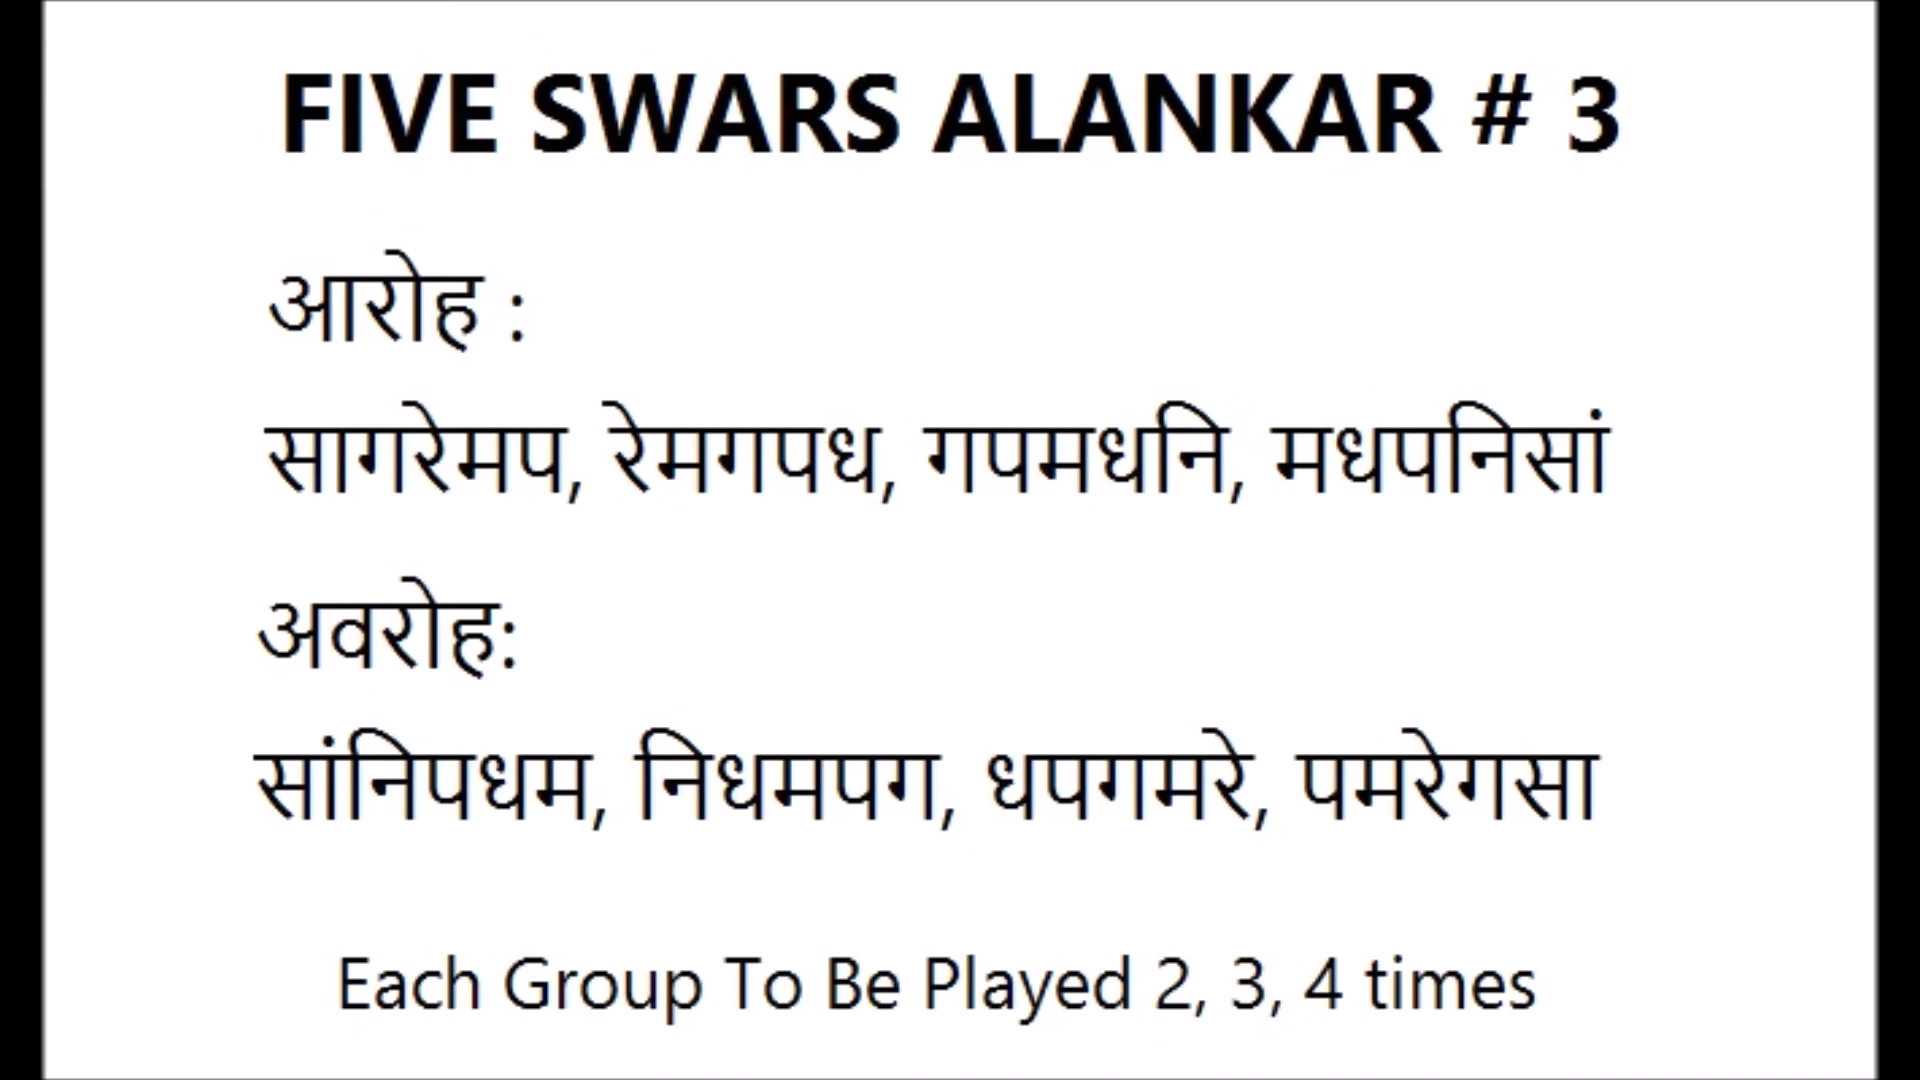 FIVE SWARS ALANKAR # 3
आरोह :
सागरेमप, रेमगपध, गपमधनि, मधपनिसां
अवरोह:
सांनिपधम, निधमपग, धपगमरे, पमरेगसा
Each Group To Be Played 2, 3, 4 times